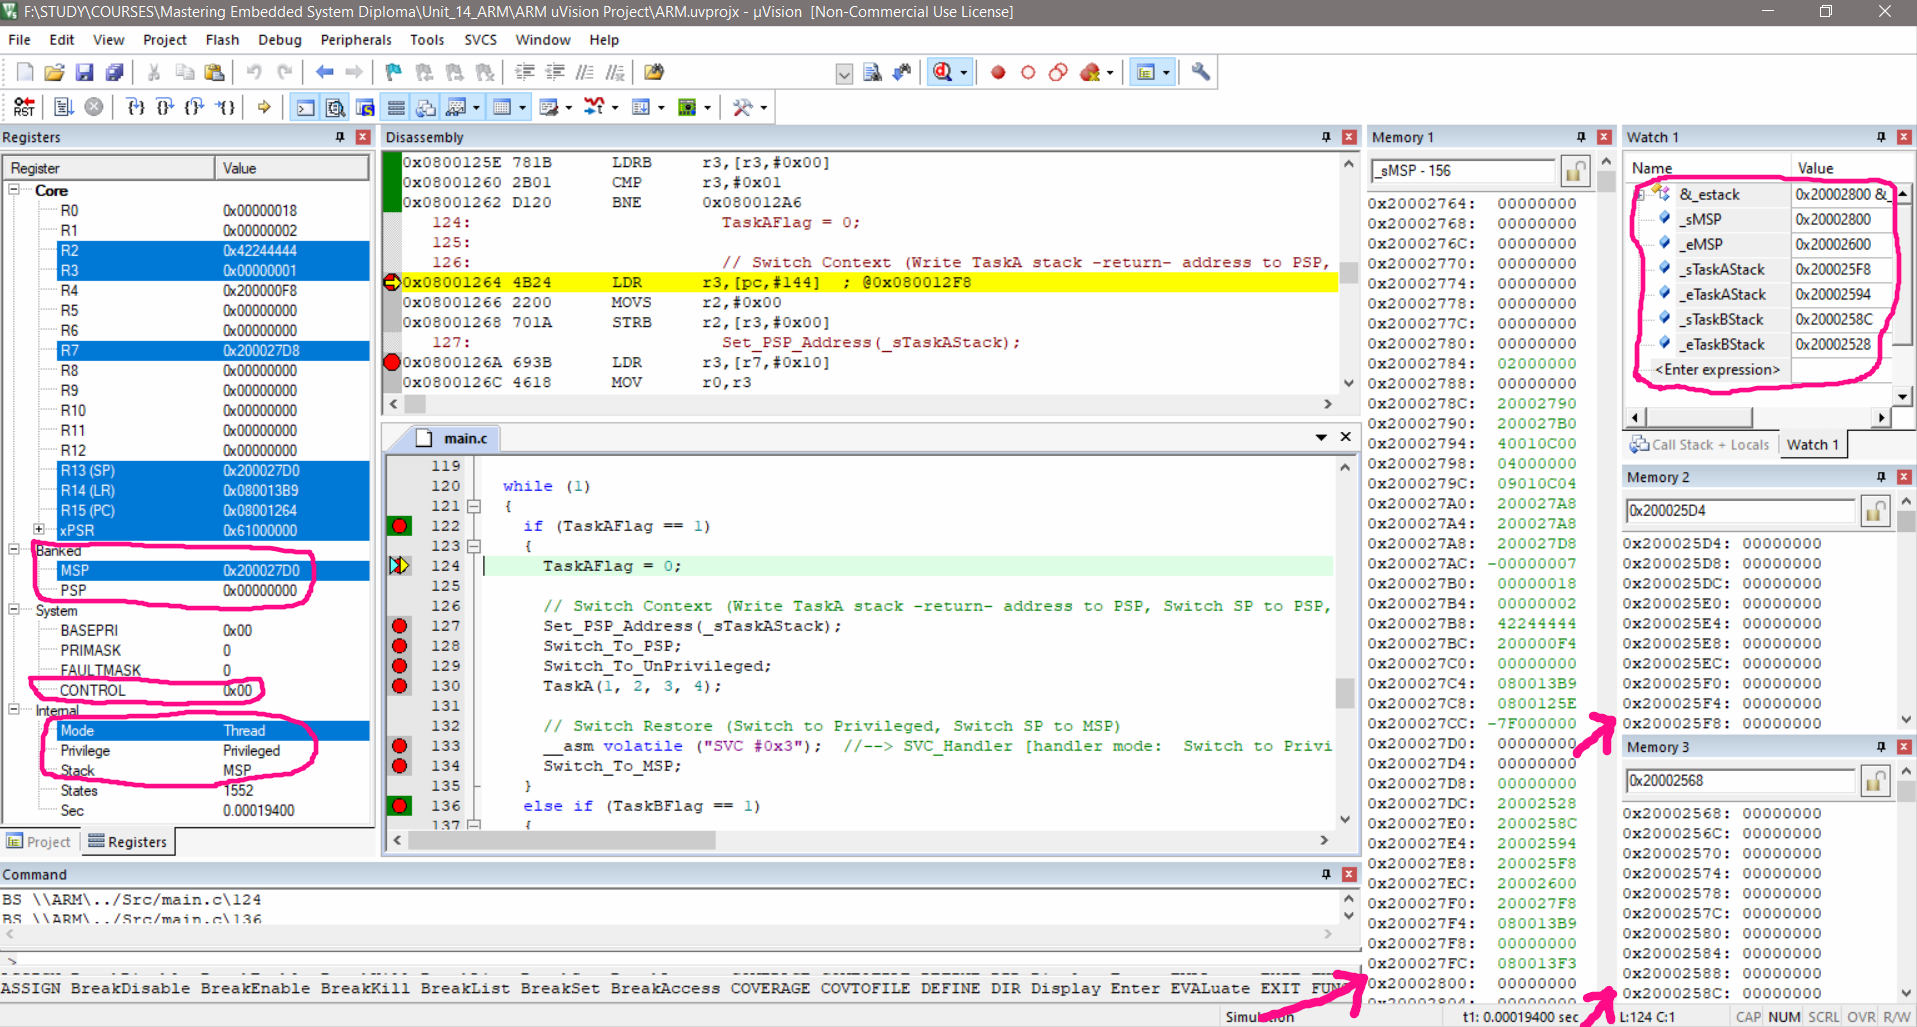 F:\STUDY\COURSES\Mastering Embedded System Diploma\Unit_14_ARM\ARM uVision Project\ARM.uvprojx - µVision [Non-Commercial Use License]
File Edit View Project Flash Debug Peripherals Tools SVCS Window Help
RST
Registers
Register Value
Core
R0 0x00000018
R1 0x00000002
R2 0x42244444
R3 0x00000001
R4 0x200000F8
R5 0x00000000
R6 0x00000000
R7 0x200027D8
R8 0x00000000
R9 0x00000000
R10 0x00000000
R11 0x00000000
R12 0x00000000
R13 (SP) 0x200027D0
R14 (LR) 0x080013B9
R15 (PC) 0x08001264
xPSR 0x61000000
Banked
MSP 0x200027D0
PSP 0x00000000
System
BASEPRI 0x00
PRIMASK 0
FAULTMASK 0
CONTROL 0x00
Internal
Mode Thread
Privilege Privileged
Stack MSP
States 1552
Sec 0.00019400
Project Registers
Disassembly
0x0800125E 781B LDRB r3,[r3,#0x00]
0x08001260 2B01 CMP r3,#0x01
0x08001262 D120 BNE 0x080012A6
124: TaskAFlag = 0;
125:
126: // Switch Context (Write TaskA stack -return- address to PSP,
0x08001264 4B24 LDR r3,[pc,#144] ; @0x080012F8
0x08001266 2200 MOVS r2,#0x00
0x08001268 701A STRB r2,[r3,#0x00]
127: Set_PSP_Address(_sTaskAStack);
0x0800126A 693B LDR r3,[r7,#0x10]
0x0800126C 4618 MOV r0,r3
main.c
119
120 while (1)
121 {
122 if (TaskAFlag == 1)
123 {
124 TaskAFlag = 0;
125
126 // Switch Context (Write TaskA stack -return- address to PSP, Switch SP to PSP,
127 Set_PSP_Address(_sTaskAStack);
128 Switch_To_PSP;
129 Switch_To_UnPrivileged;
130 TaskA(1, 2, 3, 4);
131
132 // Switch Restore (Switch to Privileged, Switch SP to MSP)
133 __asm volatile ("SVC #0x3"); //--> SVC_Handler [handler mode: Switch to Privi
134 Switch_To_MSP;
135 }
136 else if (TaskBFlag == 1)
137 {
Memory 1
_sMSP - 156
0x20002764: 00000000
0x20002768: 00000000
0x2000276C: 00000000
0x20002770: 00000000
0x20002774: 00000000
0x20002778: 00000000
0x2000277C: 00000000
0x20002780: 00000000
0x20002784: 02000000
0x20002788: 00000000
0x2000278C: 20002790
0x20002790: 200027B0
0x20002794: 40010C00
0x20002798: 04000000
0x2000279C: 09010C04
0x200027A0: 200027A8
0x200027A4: 200027A8
0x200027A8: 200027D8
0x200027AC: -00000007
0x200027B0: 00000018
0x200027B4: 00000002
0x200027B8: 42244444
0x200027BC: 200000F4
0x200027C0: 00000000
0x200027C4: 080013B9
0x200027C8: 0800125E
0x200027CC: -7F000000
0x200027D0: 00000000
0x200027D4: 00000000
0x200027D8: 00000000
0x200027DC: 20002528
0x200027E0: 2000258C
0x200027E4: 20002594
0x200027E8: 200025F8
0x200027EC: 20002600
0x200027F0: 200027F8
0x200027F4: 080013B9
0x200027F8: 00000000
0x200027FC: 080013F3
0x20002800: 00000000
0x20002804: 00000000
Watch 1
Name Value
&_estack 0x20002800 &_
_sMSP 0x20002800
_eMSP 0x20002600
_sTaskAStack 0x200025F8
_eTaskAStack 0x20002594
_sTaskBStack 0x2000258C
_eTaskBStack 0x20002528
<Enter expression>
Call Stack + Locals Watch 1
Memory 2
0x200025D4
0x200025D4: 00000000
0x200025D8: 00000000
0x200025DC: 00000000
0x200025E0: 00000000
0x200025E4: 00000000
0x200025E8: 00000000
0x200025EC: 00000000
0x200025F0: 00000000
0x200025F4: 00000000
0x200025F8: 00000000
Memory 3
0x20002568
0x20002568: 00000000
0x2000256C: 00000000
0x20002570: 00000000
0x20002574: 00000000
0x20002578: 00000000
0x2000257C: 00000000
0x20002580: 00000000
0x20002584: 00000000
0x20002588: 00000000
0x2000258C: 00000000
Command
BS \\ARM\../Src/main.c\124
BS \\ARM\../Src/main.c\136
>
ASSIGN BreakDisable BreakEnable BreakKill BreakList BreakSet BreakAccess COVERAGE COVTOFILE DEFINE DIR Display Enter EVALuate EXIT FUNC
Simulation t1: 0.00019400 sec L:124 C:1 CAP NUM SCRL OVR R/W